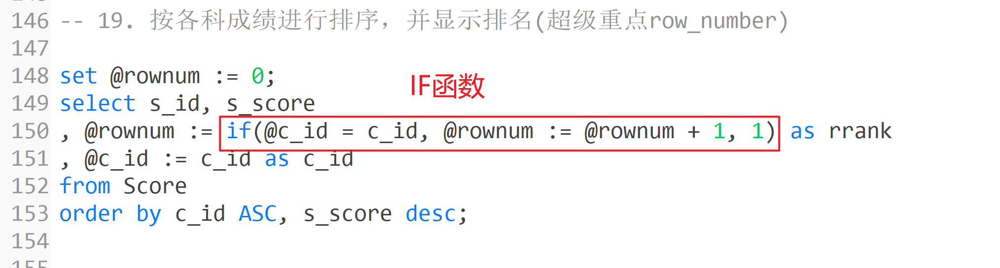 146 -- 19. 按各科成绩进行排序，并显示排名(超级重点row_number)
147
148 set @rownum := 0;
IF函数
149 select s_id, s_score
150 , @rownum := if(@c_id = c_id, @rownum := @rownum + 1, 1) as rrank
151 , @c_id := c_id as c_id
152 from Score
153 order by c_id ASC, s_score desc;
154
155